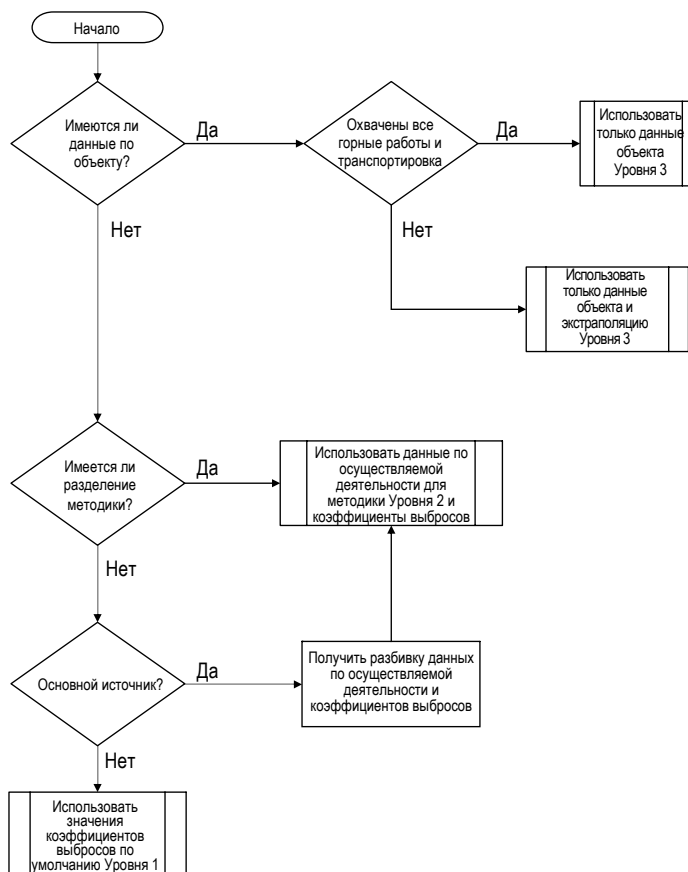 Начало
Имеются ли
данные по
объекту?
Да
Охвачены все
горные работы и
транспортировка
Да
Использовать
только данные
объекта
Уровня 3
Нет
Нет
Использовать
только данные
объекта и
экстраполяцию
Уровня 3
Имеется ли
разделение
методики?
Да
Использовать данные по
осуществляемой
деятельности для
методики Уровня 2 и
коэффициенты выбросов
Нет
Основной источник?
Да
Получить разбивку данных
по осуществляемой
деятельности и
коэффициентов выбросов
Нет
Использовать
значения
коэффициентов
выбросов по
умолчанию Уровня 1